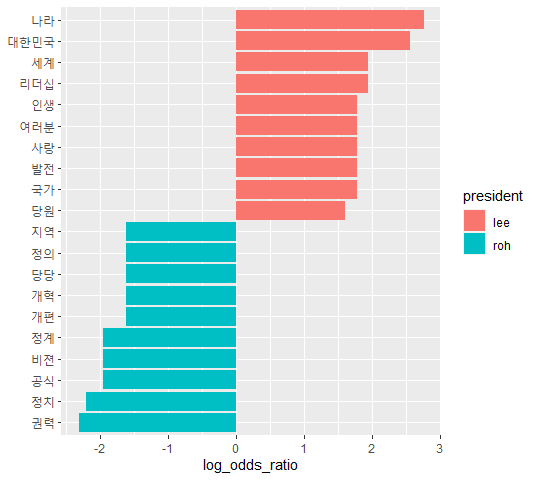 나라
대한민국
세계
리더십
인생
여러분
사랑
발전
국가
당원
지역
정의
당당
개혁
개편
정계
비전
공식
정치
권력
-2 -1 0 1 2 3
log_odds_ratio
president
lee
roh